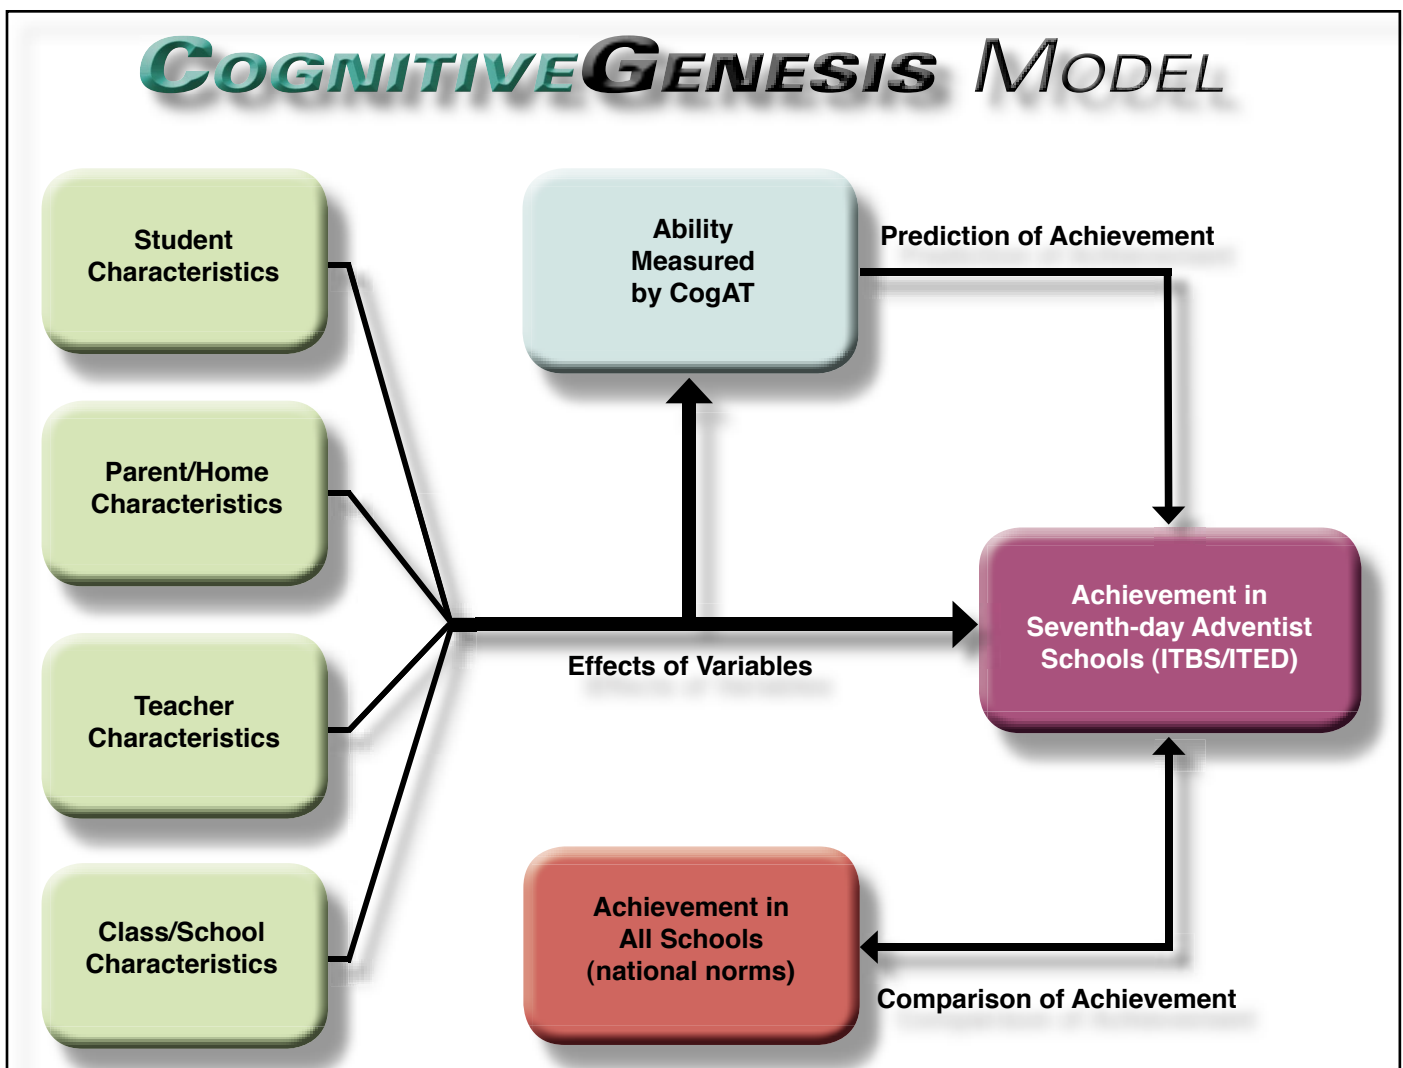 COGNITIVEGENESIS MODEL
Student
Characteristics
Parent/Home
Characteristics
Teacher
Characteristics
Class/School
Characteristics
Ability
Measured
by CogAT
Prediction of Achievement
Effects of Variables
Achievement in
Seventh-day Adventist
Schools (ITBS/ITED)
Achievement in
All Schools
(national norms)
Comparison of Achievement